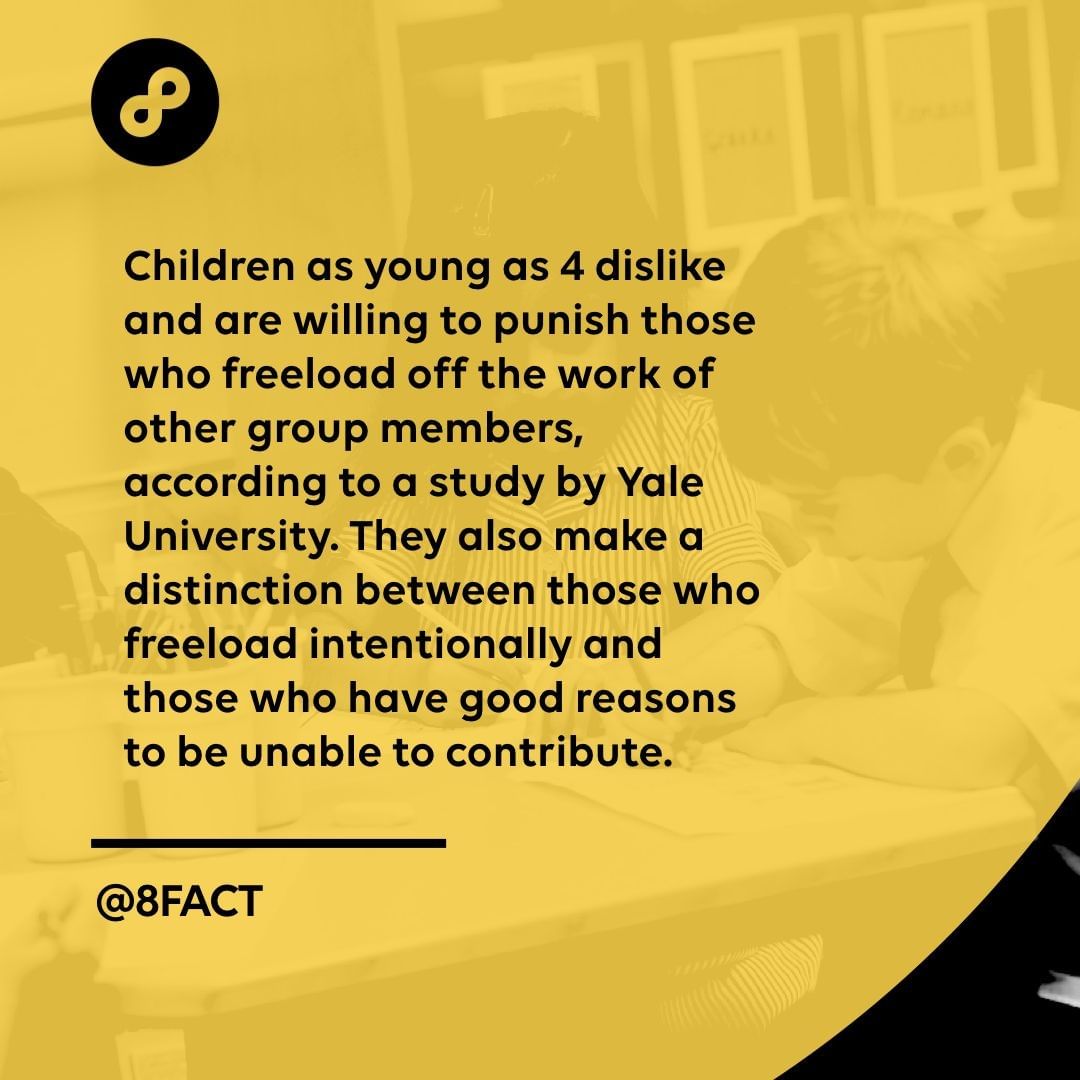 Children as young as 4 dislike
and are willing to punish those
who freeload off the work of
other group members,
according to a study by Yale
University. They also make a
distinction between those who
freeload intentionally and
those who have good reasons
to be unable to contribute.
@8FACT